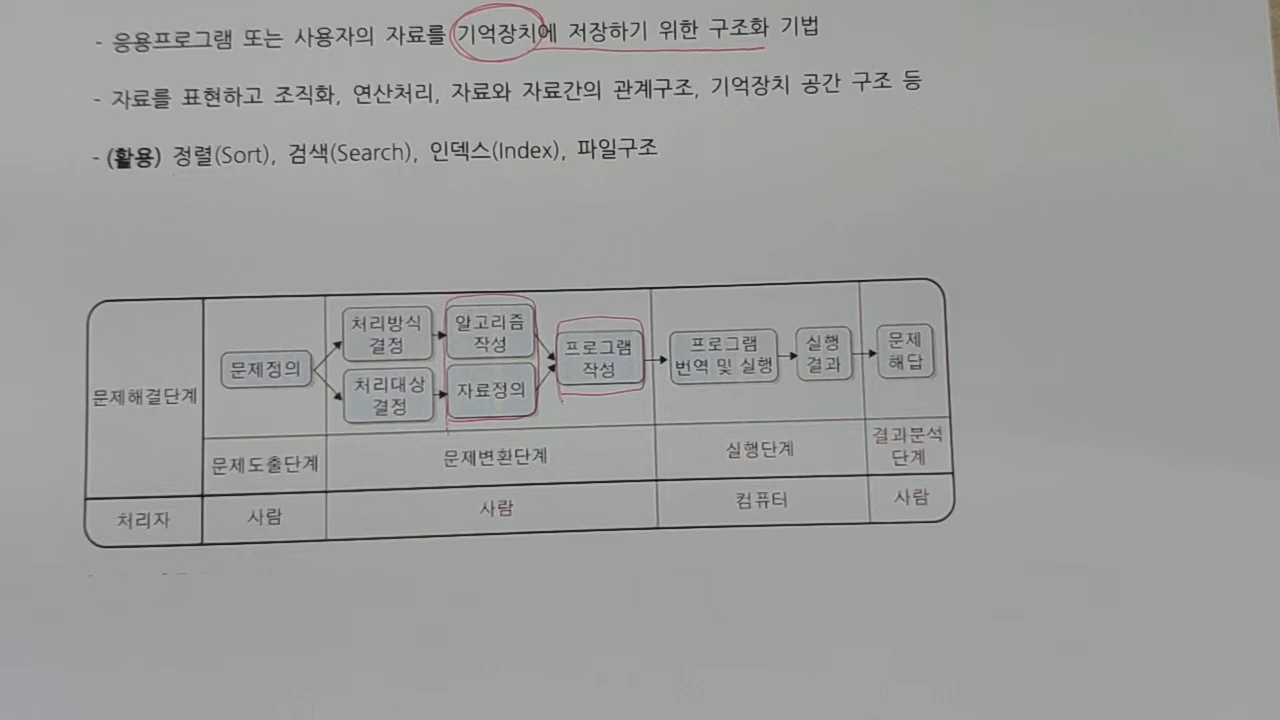 - 응용프로그램 또는 사용자의 자료를 기억장치에 저장하기 위한 구조화 기법
- 자료를 표현하고 조직화, 연산처리, 자료와 자료간의 관계구조, 기억장치 공간 구조 등
- (활용) 정렬(Sort), 검색(Search), 인덱스(Index), 파일구조
문제해결단계
문제정의
처리방식
결정
처리대상
결정
알고리즘
작성
자료정의
프로그램
작성
프로그램
번역 및 실행
실행
결과
문제
해답
문제도출단계
문제변환단계
실행단계
결과분석
단계
처리자
사람
사람
컴퓨터
사람